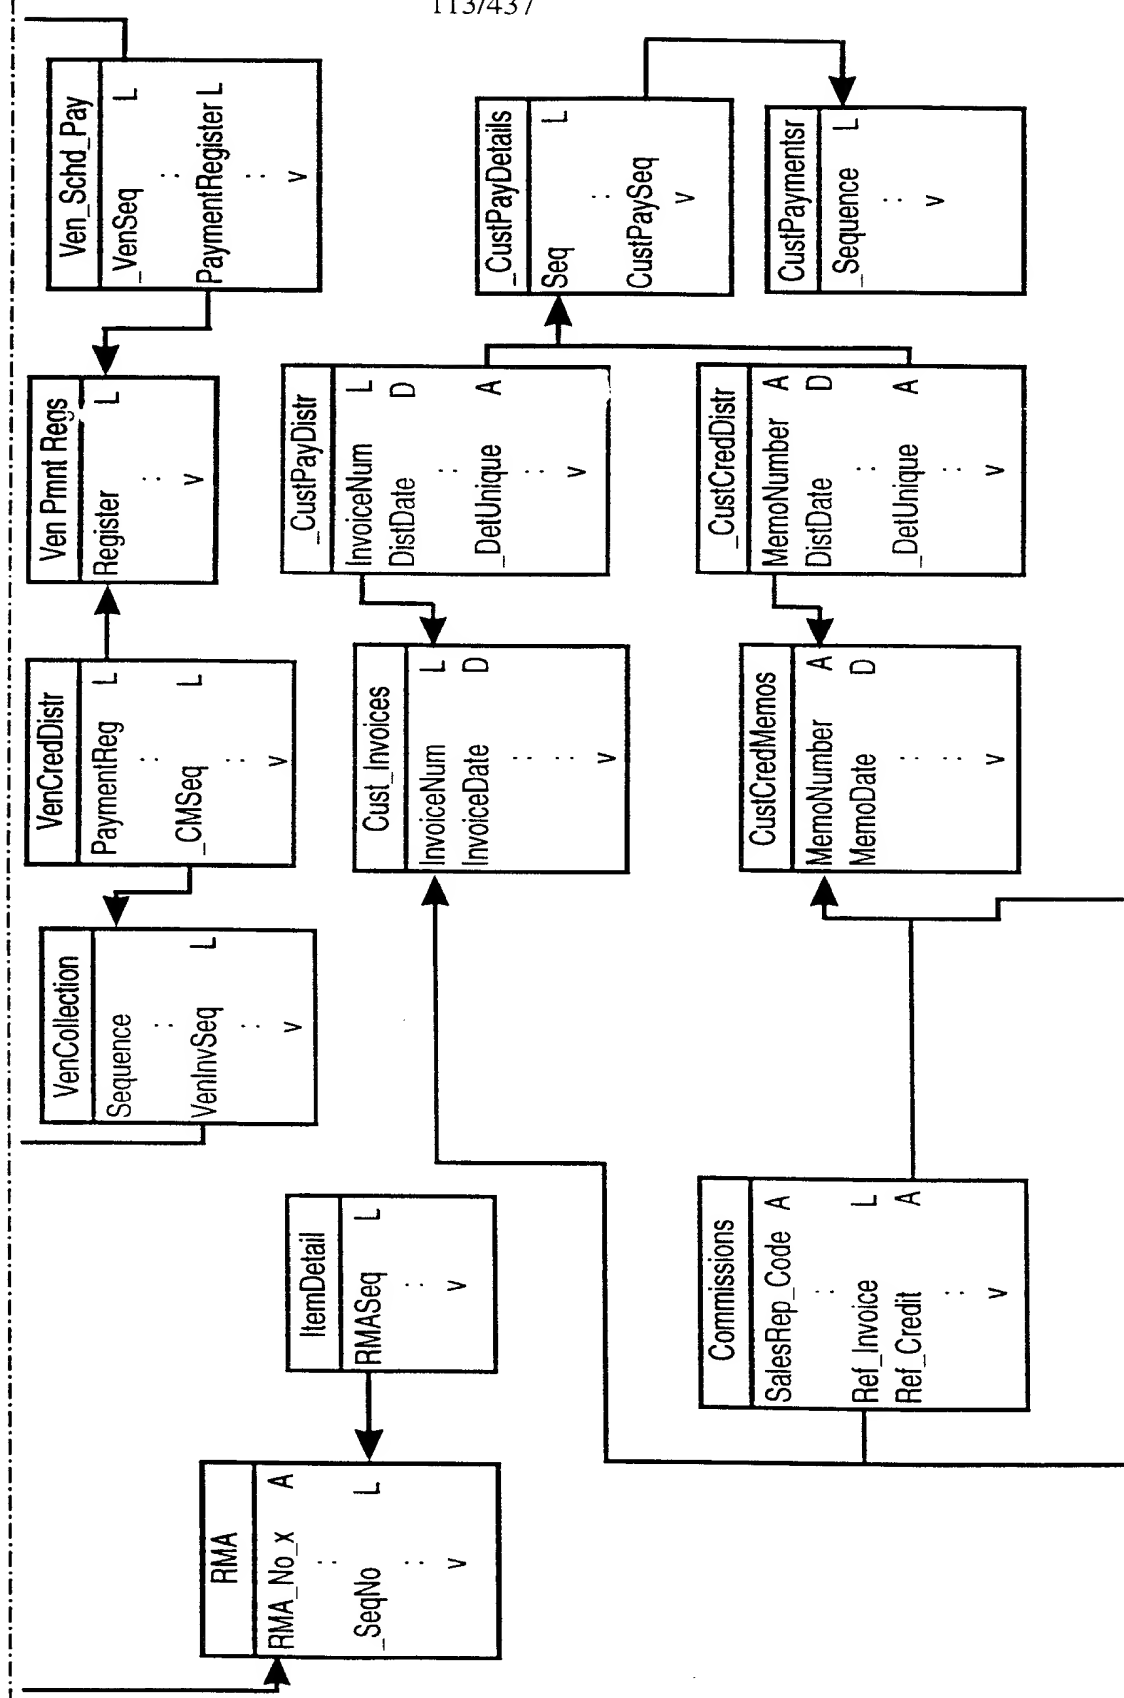 113/437
RMA
RMA_No_x A
:
_SeqNo L
:
v
ItemDetail
RMASeq L
:
v
VenCollection
Sequence
:
VenInvSeq L
:
v
VenCredDistr
PaymentReg L
:
_CMSeq L
:
v
Ven Pmnt Regs
Register L
:
v
Ven_Schd_Pay
_VenSeq L
:
PaymentRegister L
:
v
Cust_Invoices
InvoiceNum L
InvoiceDate D
:
:
v
_CustPayDistr
InvoiceNum L
DistDate D
:
_DetUnique A
:
v
_CustPayDetails
Seq L
:
CustPaySeq
v
Commissions
SalesRep_Code A
:
Ref_Invoice L
Ref_Credit A
:
v
CustCredMemos
MemoNumber A
MemoDate D
:
:
v
_CustCredDistr
MemoNumber A
DistDate D
:
_DetUnique A
:
v
CustPaymentsr
_Sequence L
:
v